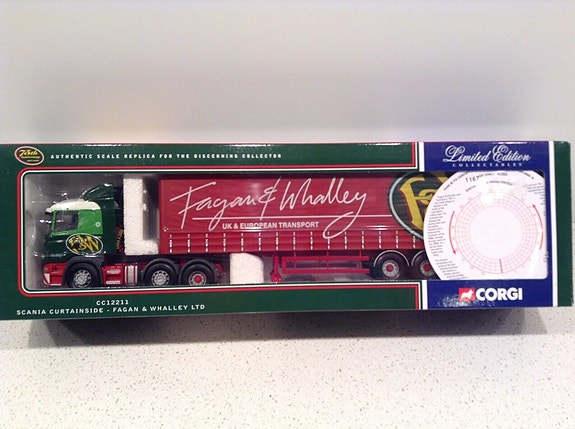 75th
AUTHENTIC SCALE REPLICA FOR THE DISCERNING COLLECTOR
Limited Edition
COLLECTABLES
Fagan & Whalley
UK & EUROPEAN TRANSPORT
F&W
CORGI
CC12211
SCANIA CURTAINSIDE - FAGAN & WHALLEY LTD